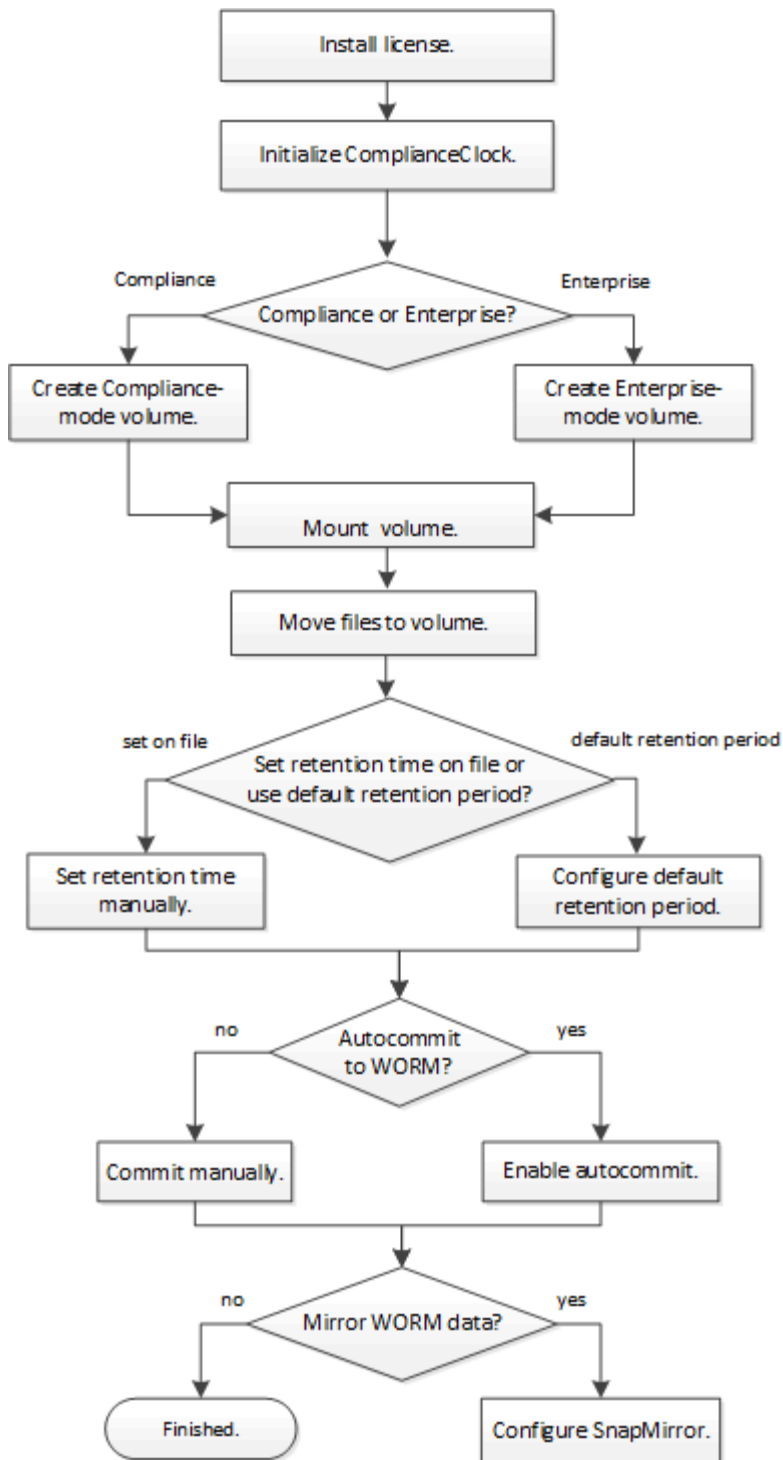 Install license.
Initialize ComplianceClock.
Compliance
Enterprise
Compliance or Enterprise?
Create Compliance-
mode volume.
Create Enterprise-
mode volume.
Mount volume.
Move files to volume.
set on file
default retention period
Set retention time on file or
use default retention period?
Set retention time
manually.
Configure default
retention period.
no
yes
Autocommit
to WORM?
Commit manually.
Enable autocommit.
no
yes
Mirror WORM data?
Finished.
Configure SnapMirror.